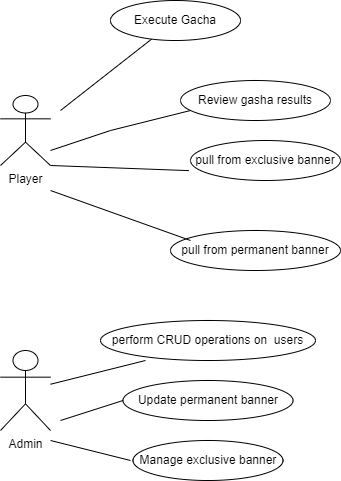 Execute Gacha
Review gasha results
pull from exclusive banner
Player
pull from permanent banner
perform CRUD operations on  users
Update permanent banner
Admin
Manage exclusive banner